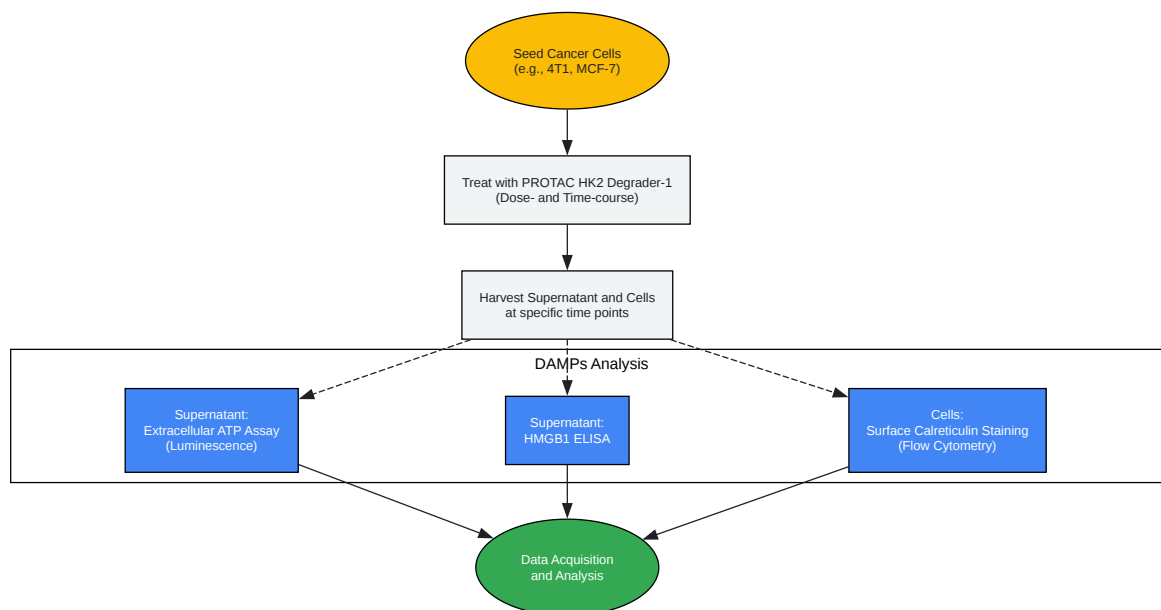 Seed Cancer Cells
(e.g., 4T1, MCF-7)
Treat with PROTAC HK2 Degrader-1
(Dose- and Time-course)
Harvest Supernatant and Cells
at specific time points
DAMPs Analysis
Supernatant:
Extracellular ATP Assay
(Luminescence)
Supernatant:
HMGB1 ELISA
Cells:
Surface Calreticulin Staining
(Flow Cytometry)
Data Acquisition
and Analysis